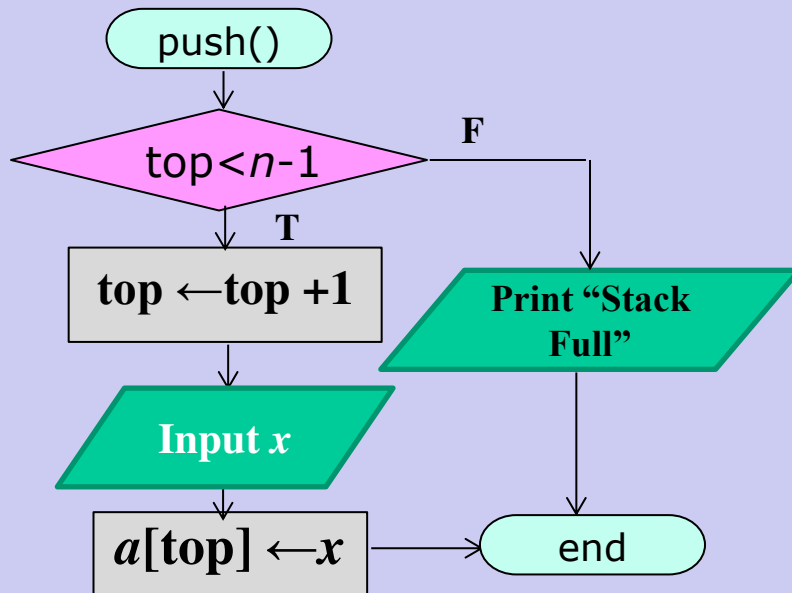 push()
top<n-1
F
T
top ←top +1
Print “Stack
Full”
Input x
a[top] ←x
end